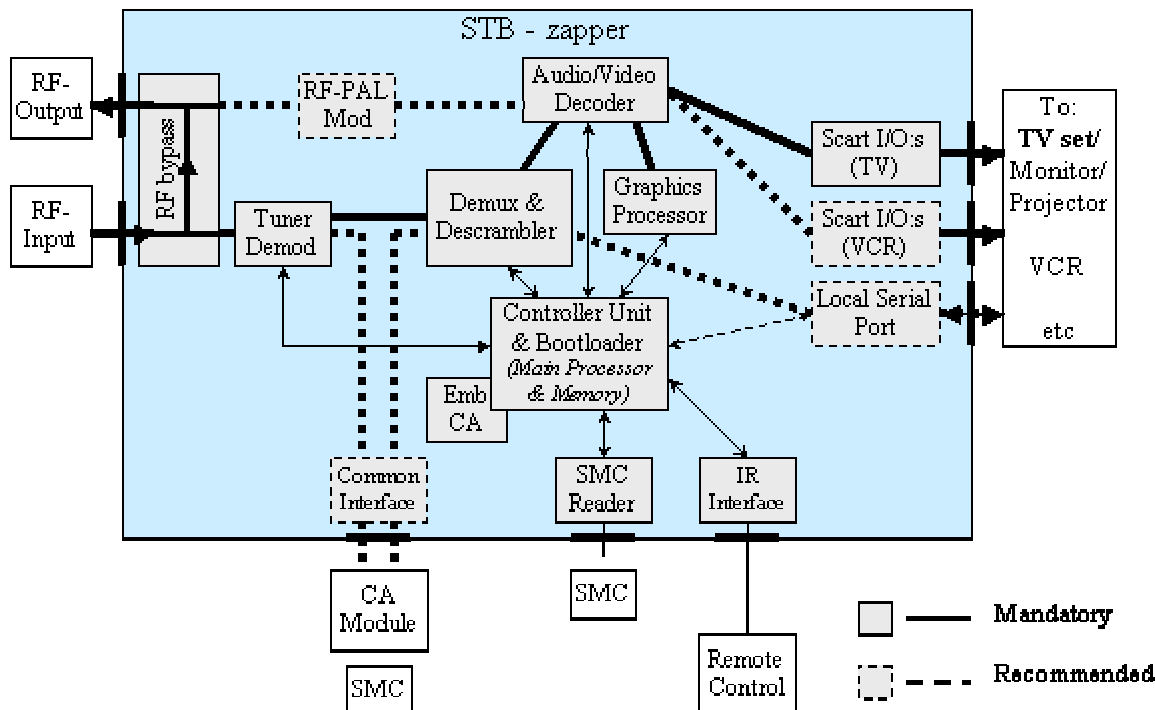 STB - zapper
RF-
Output
RF-PAL
Mod
Audio/Video
Decoder
To:
TV set/
Monitor/
Projector
VCR
etc
Scart I/O:s
(TV)
RF bypass
RF-
Input
Tuner
Demod
Demux &
Descrambler
Graphics
Processor
Scart I/O:s
(VCR)
Local Serial
Port
Controller Unit
& Bootloader
(Main Processor
& Memory)
Emb
CA
Common
Interface
SMC
Reader
IR
Interface
CA
Module
SMC
SMC
Remote
Control
Mandatory
Recommended